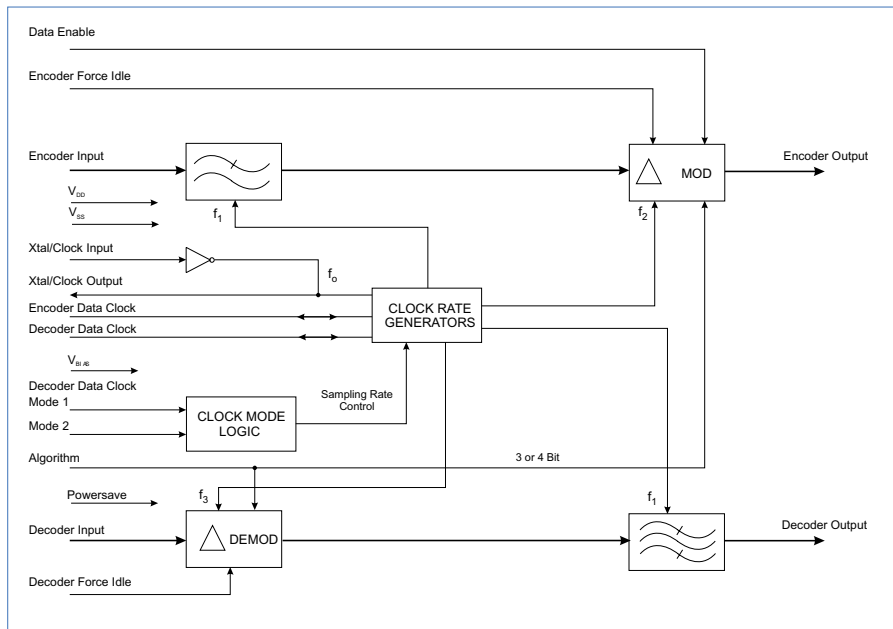 Data Enable
Encoder Force Idle
Encoder Input
MOD
Encoder Output
VDD
VSS
f1
f2
Xtal/Clock Input
fo
Xtal/Clock Output
CLOCK RATE
GENERATORS
Encoder Data Clock
Decoder Data Clock
VBIAS
Decoder Data Clock
Mode 1
Mode 2
CLOCK MODE
LOGIC
Sampling Rate
Control
Algorithm
3 or 4 Bit
Powersave
f3
f1
Decoder Input
DEMOD
Decoder Output
Decoder Force Idle